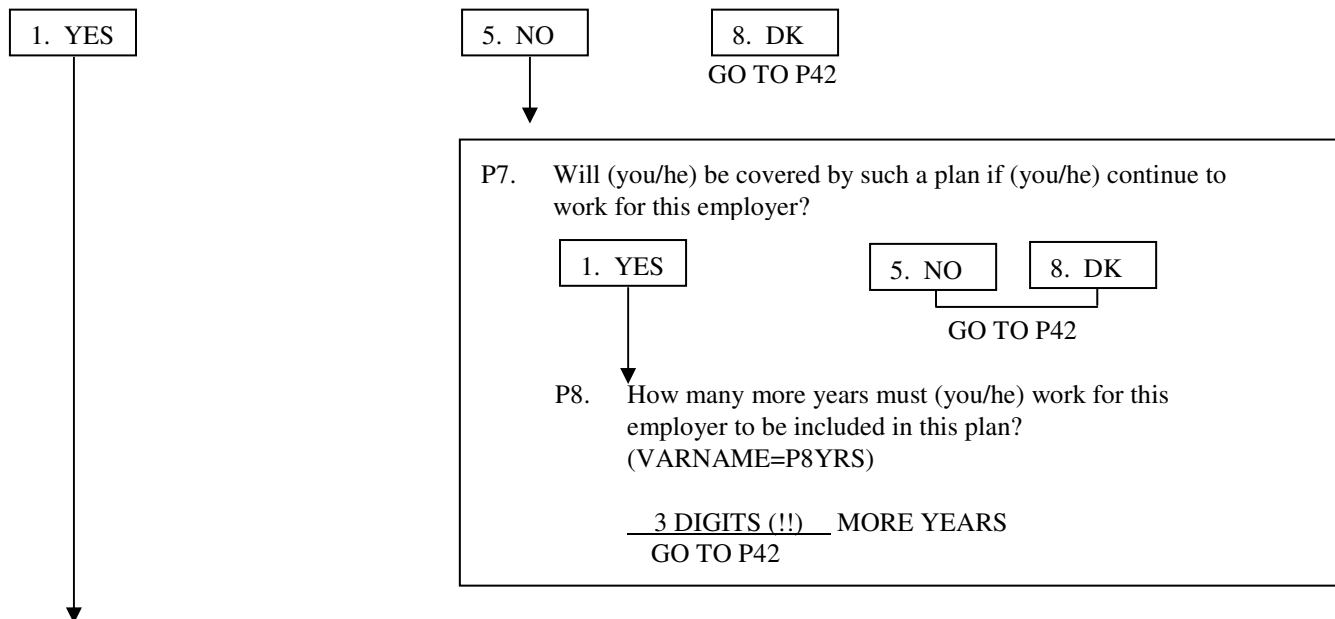 1. YES
5. NO
8. DK
GO TO P42
P7. Will (you/he) be covered by such a plan if (you/he) continue to
work for this employer?
1. YES
5. NO
8. DK
GO TO P42
P8. How many more years must (you/he) work for this
employer to be included in this plan?
(VARNAME=P8YRS)
3 DIGITS (!!) MORE YEARS
GO TO P42